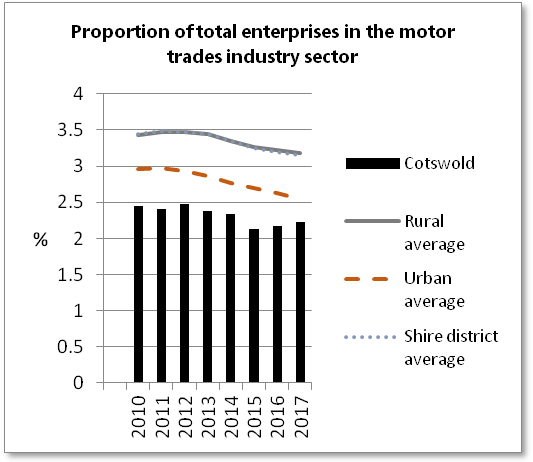 Proportion of total enterprises in the motor
trades industry sector
4
3.5
3
2.5
2
1.5
1
0.5
0
%
2010
2011
2012
2013
2014
2015
2016
2017
Cotswold
Rural
average
Urban
average
Shire district
average